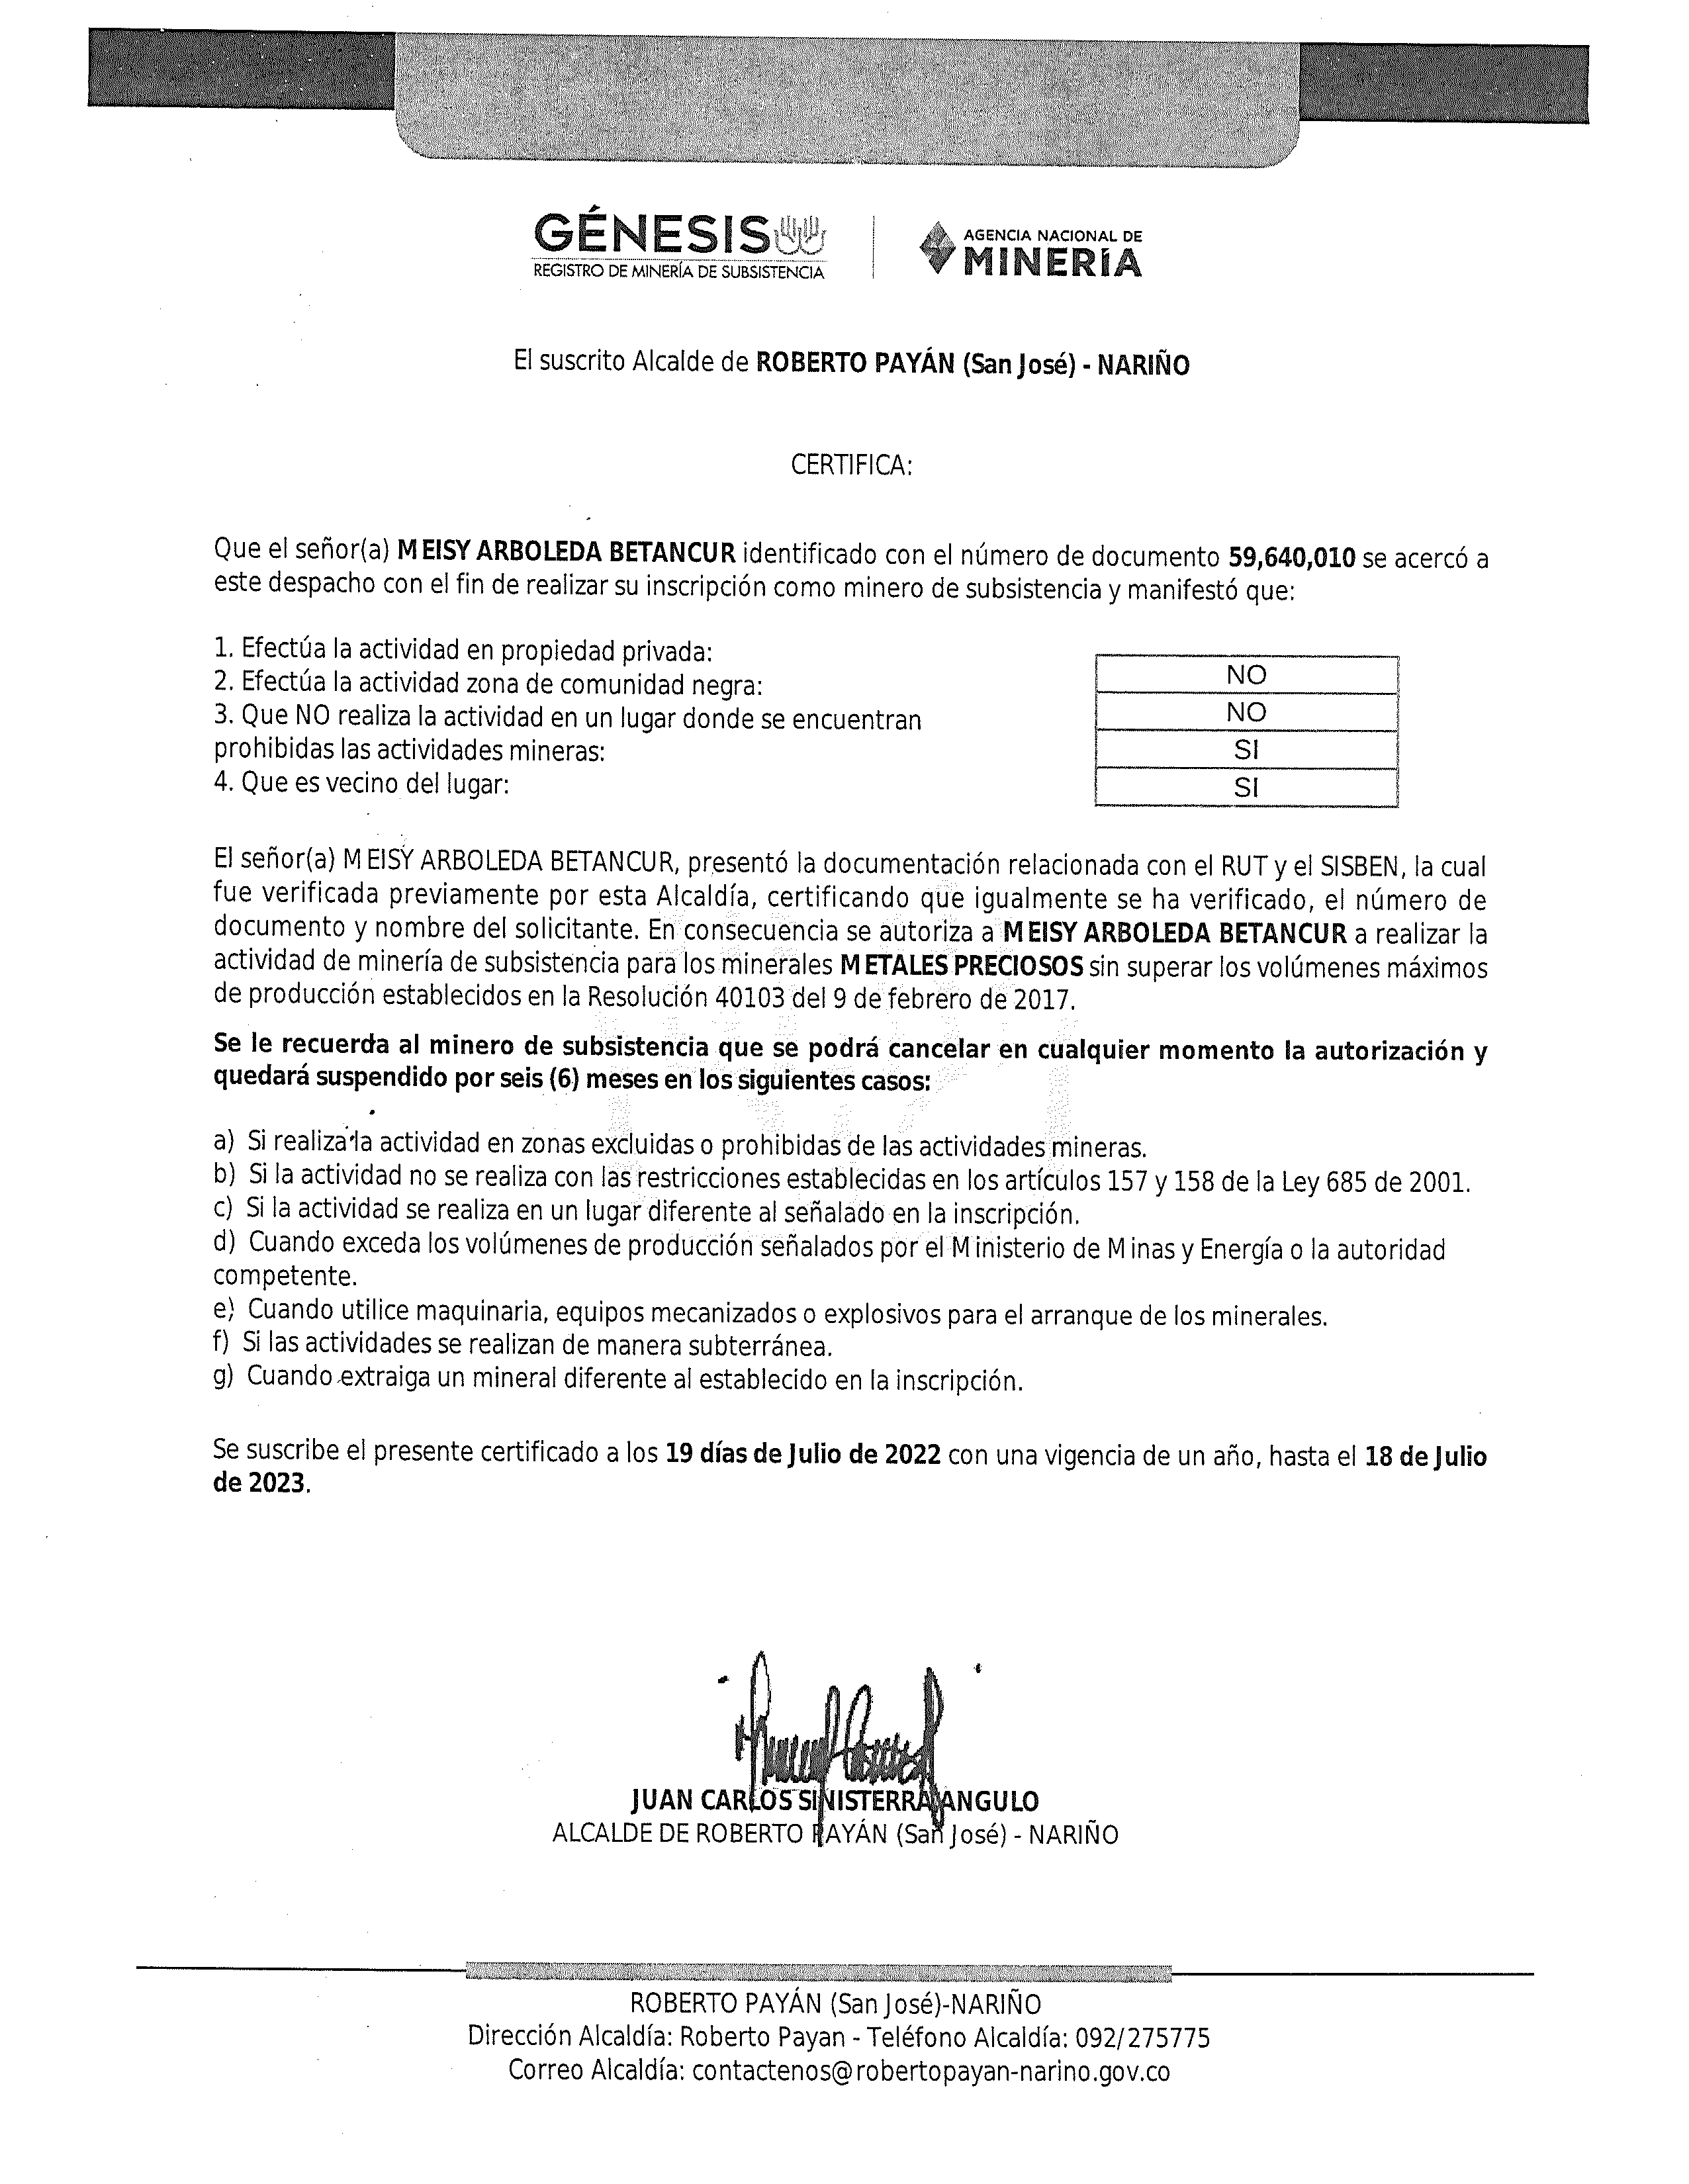 GÉNESIS
REGISTRO DE MINERÍA DE SUBSISTENCIA
AGENCIA NACIONAL DE
MINERÍA
El suscrito Alcalde de ROBERTO PAYÁN (San José) - NARIÑO
CERTIFICA:
Que el señor(a) MEISY ARBOLEDA BETANCUR identificado con el número de documento 59,640,010 se acercó a
este despacho con el fin de realizar su inscripción como minero de subsistencia y manifestó que:
1. Efectúa la actividad en propiedad privada:
NO
2. Efectúa la actividad zona de comunidad negra:
NO
3. Que NO realiza la actividad en un lugar donde se encuentran
prohibidas las actividades mineras:
SI
4. Que es vecino del lugar:
SI
El señor(a) MEISY ARBOLEDA BETANCUR, presentó la documentación relacionada con el RUT y el SISBEN, la cual
fue verificada previamente por esta Alcaldía, certificando que igualmente se ha verificado, el número de
documento y nombre del solicitante. En consecuencia se autoriza a MEISY ARBOLEDA BETANCUR a realizar la
actividad de minería de subsistencia para los minerales METALES PRECIOSOS sin superar los volúmenes máximos
de producción establecidos en la Resolución 40103 del 9 de febrero de 2017.
Se le recuerda al minero de subsistencia que se podrá cancelar en cualquier momento la autorización y
quedará suspendido por seis (6) meses en los siguientes casos:
a) Si realiza la actividad en zonas excluidas o prohibidas de las actividades mineras.
b) Si la actividad no se realiza con las restricciones establecidas en los artículos 157 y 158 de la Ley 685 de 2001.
c) Si la actividad se realiza en un lugar diferente al señalado en la inscripción.
d) Cuando exceda los volúmenes de producción señalados por el Ministerio de Minas y Energía o la autoridad
competente.
e) Cuando utilice maquinaria, equipos mecanizados o explosivos para el arranque de los minerales.
f) Si las actividades se realizan de manera subterránea.
g) Cuando extraiga un mineral diferente al establecido en la inscripción.
Se suscribe el presente certificado a los 19 días de Julio de 2022 con una vigencia de un año, hasta el 18 de Julio
de 2023.
JUAN CARLOS SINISTERRA ANGULO
ALCALDE DE ROBERTO PAYÁN (San José) - NARIÑO
ROBERTO PAYÁN (San José)-NARIÑO
Dirección Alcaldía: Roberto Payan - Teléfono Alcaldía: 092/275775
Correo Alcaldía: contactenos@robertopayan-narino.gov.co